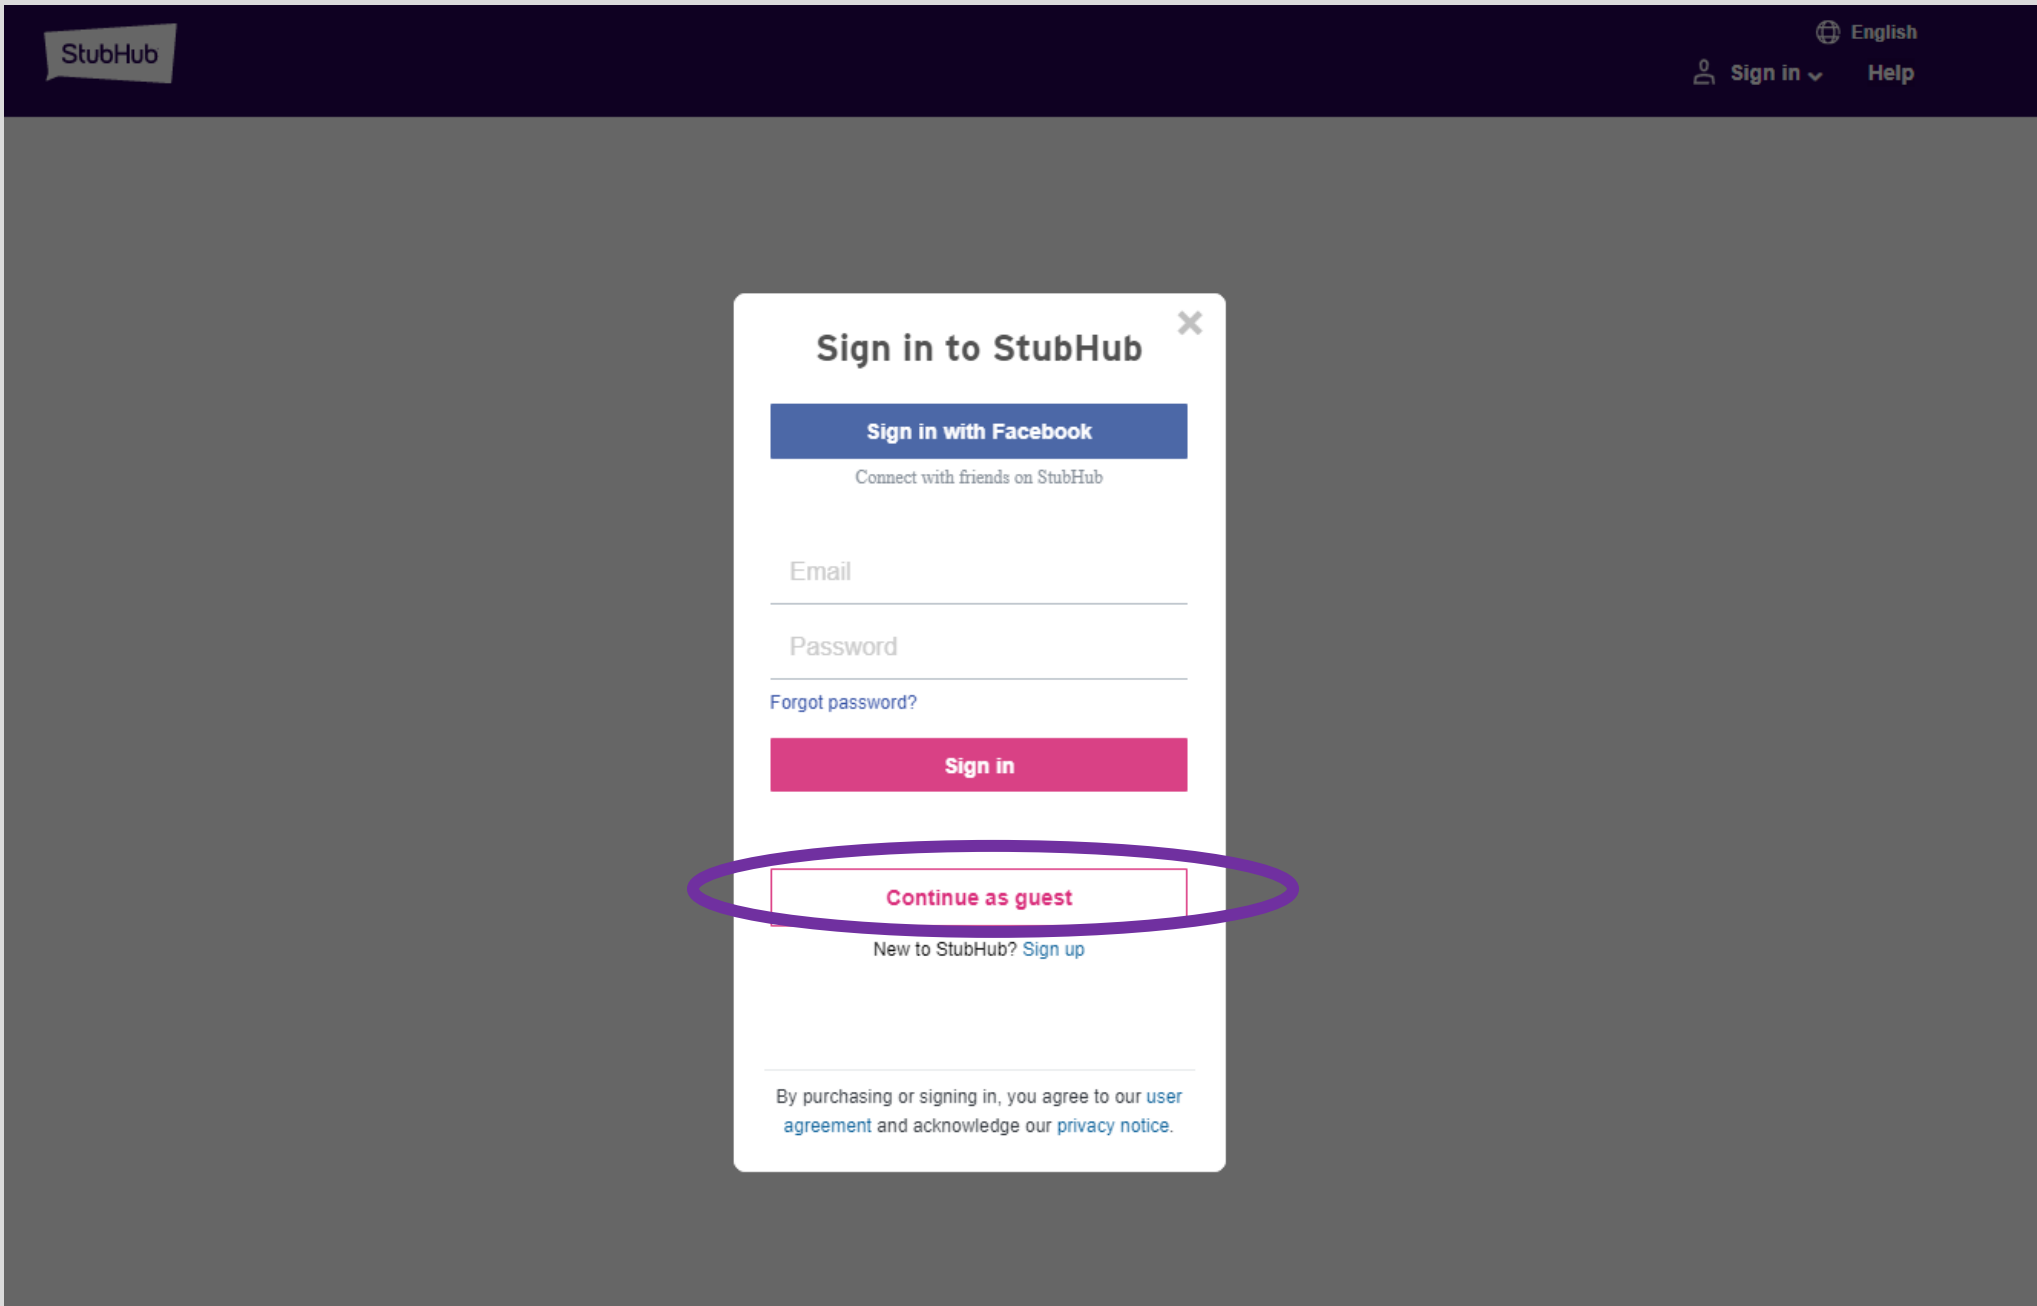 StubHub
English
Sign in
Help
Sign in to StubHub
Sign in with Facebook
Connect with friends on StubHub
Email
Password
Forgot password?
Sign in
Continue as guest
New to StubHub? Sign up
By purchasing or signing in, you agree to our user
agreement and acknowledge our privacy notice.